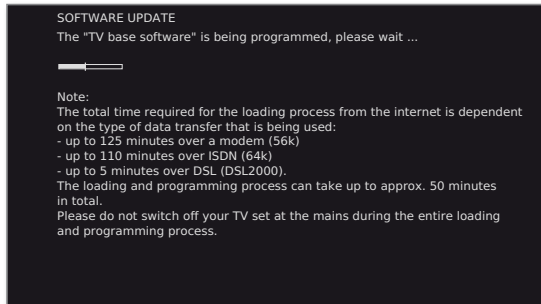 SOFTWARE UPDATE
The "TV base software" is being programmed, please wait ...
Note:
The total time required for the loading process from the internet is dependent
on the type of data transfer that is being used:
- up to 125 minutes over a modem (56k)
- up to 110 minutes over ISDN (64k)
- up to 5 minutes over DSL (DSL2000).
The loading and programming process can take up to approx. 50 minutes
in total.
Please do not switch off your TV set at the mains during the entire loading
and programming process.